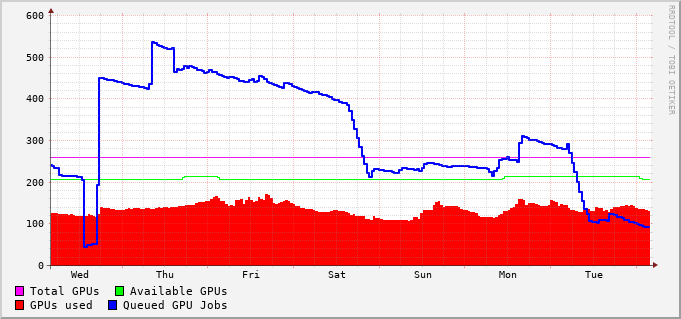 RRDTOOL / TOBI OETIKER
600
500
400
300
200
100
0
Wed Thu Fri Sat Sun Mon Tue
Total GPUs Available GPUs
GPUs used Queued GPU Jobs